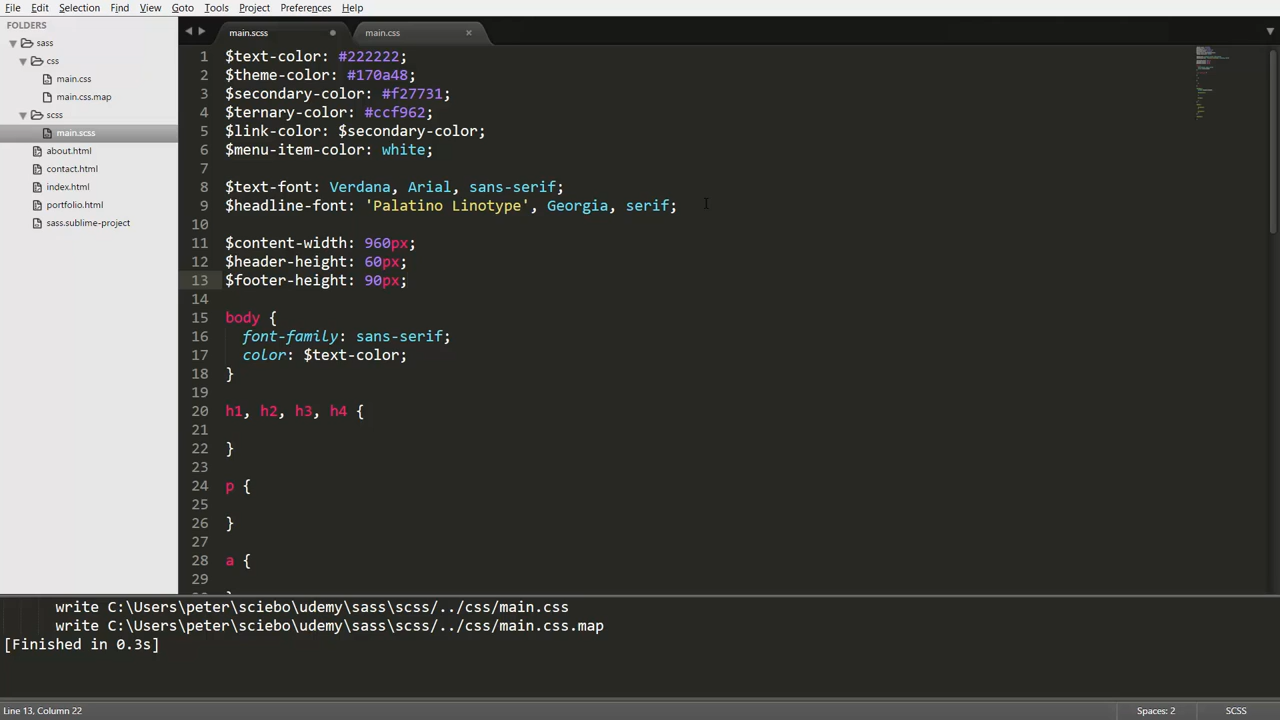 File Edit Selection Find View Goto Tools Project Preferences Help
FOLDERS
sass
css
main.css
main.css.map
scss
main.scss
about.html
contact.html
index.html
portfolio.html
sass.sublime-project
main.scss
main.css
1 $text-color: #222222;
2 $theme-color: #170a48;
3 $secondary-color: #f27731;
4 $ternary-color: #ccf962;
5 $link-color: $secondary-color;
6 $menu-item-color: white;
7
8 $text-font: Verdana, Arial, sans-serif;
9 $headline-font: 'Palatino Linotype', Georgia, serif;
10
11 $content-width: 960px;
12 $header-height: 60px;
13 $footer-height: 90px;
14
15 body {
16 font-family: sans-serif;
17 color: $text-color;
18 }
19
20 h1, h2, h3, h4 {
21
22 }
23
24 p {
25
26 }
27
28 a {
29
write C:\Users\peter\sciebo\udemy\sass\scss/../css/main.css
write C:\Users\peter\sciebo\udemy\sass\scss/../css/main.css.map
[Finished in 0.3s]
Line 13, Column 22
Spaces: 2
SCSS